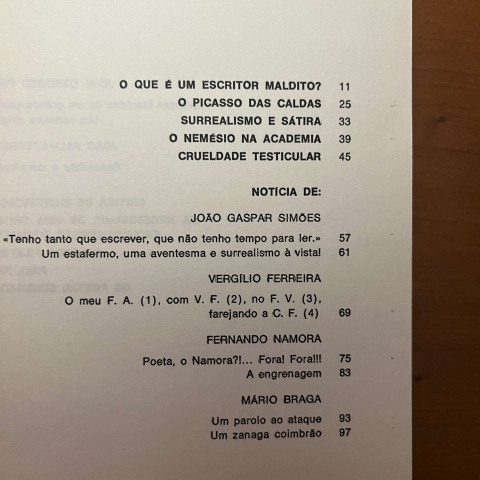 O QUE É UM ESCRITOR MALDITO? 11
O PICASSO DAS CALDAS 25
SURREALISMO E SÁTIRA 33
O NEMÉSIO NA ACADEMIA 39
CRUELDADE TESTICULAR 45
NOTÍCIA DE:
JOÃO GASPAR SIMÕES
«Tenho tanto que escrever, que não tenho tempo para ler.» 57
Um estafermo, uma aventesma e surrealismo à vista! 61
VERGÍLIO FERREIRA
O meu F. A. (1), com V. F. (2), no F. V. (3),
farejando a C. F. (4) 69
FERNANDO NAMORA
Poeta, o Namora?!... Fora! Fora!!! 75
A engrenagem 83
MÁRIO BRAGA
Um parolo ao ataque 93
Um zanaga coimbrão 97